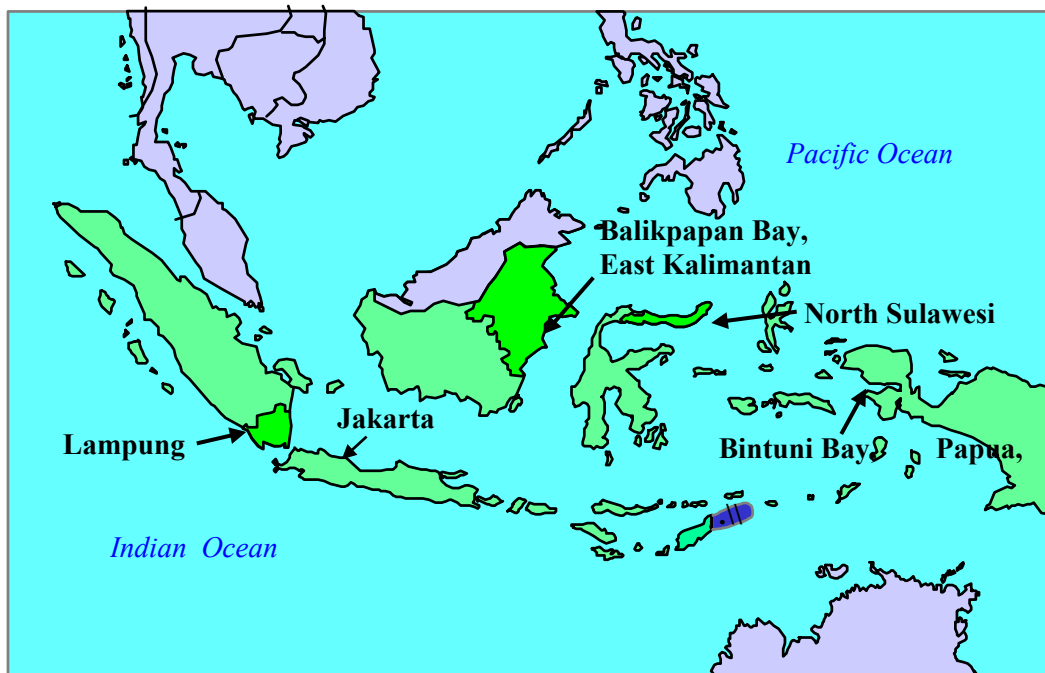 Pacific Ocean
Balikpapan Bay,
East Kalimantan
North Sulawesi
Jakarta
Lampung
Bintuni Bay, Papua,
Indian Ocean